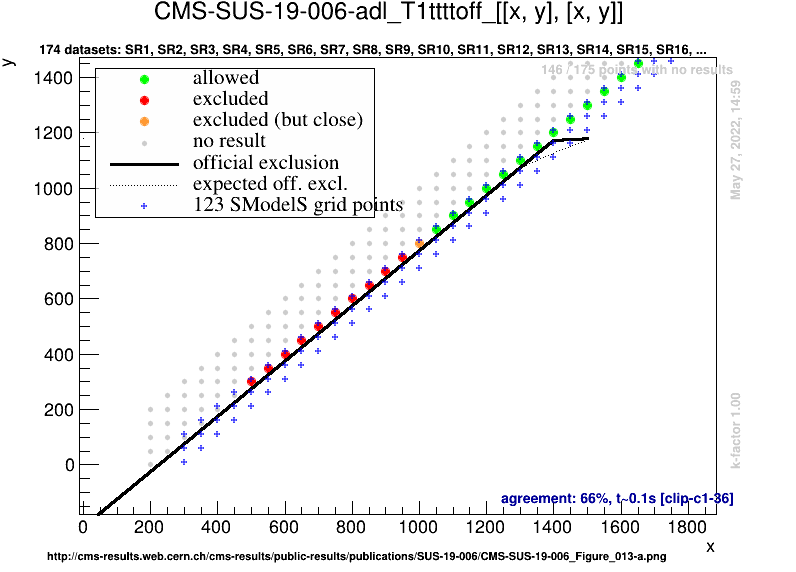 CMS-SUS-19-006-adl_T1ttttoff_[[x, y], [x, y]]
174 datasets: SR1, SR2, SR3, SR4, SR5, SR6, SR7, SR8, SR9, SR10, SR11, SR12, SR13, SR14, SR15, SR16, ...
y
146 / 175 points with no results
allowed
excluded
excluded (but close)
no result
official exclusion
expected off. excl.
123 SModelS grid points
1400
1200
1000
800
600
400
200
0
May 27, 2022, 14:59
k-factor 1.00
agreement: 66%, t~0.1s [clip-c1-36]
0 200 400 600 800 1000 1200 1400 1600 1800
x
http://cms-results.web.cern.ch/cms-results/public-results/publications/SUS-19-006/CMS-SUS-19-006_Figure_013-a.png